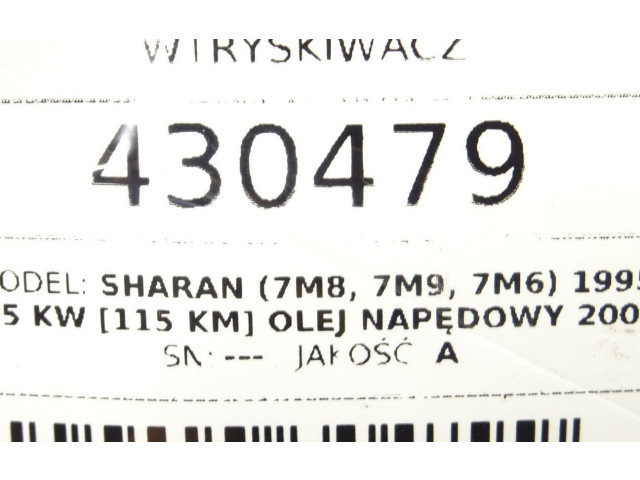 WTRYSKIWACZ
430479
ODEL: SHARAN (7M8, 7M9, 7M6) 1995
5 KW [115 KM] OLEJ NAPĘDOWY 200
SN: --- JAKOŚĆ A